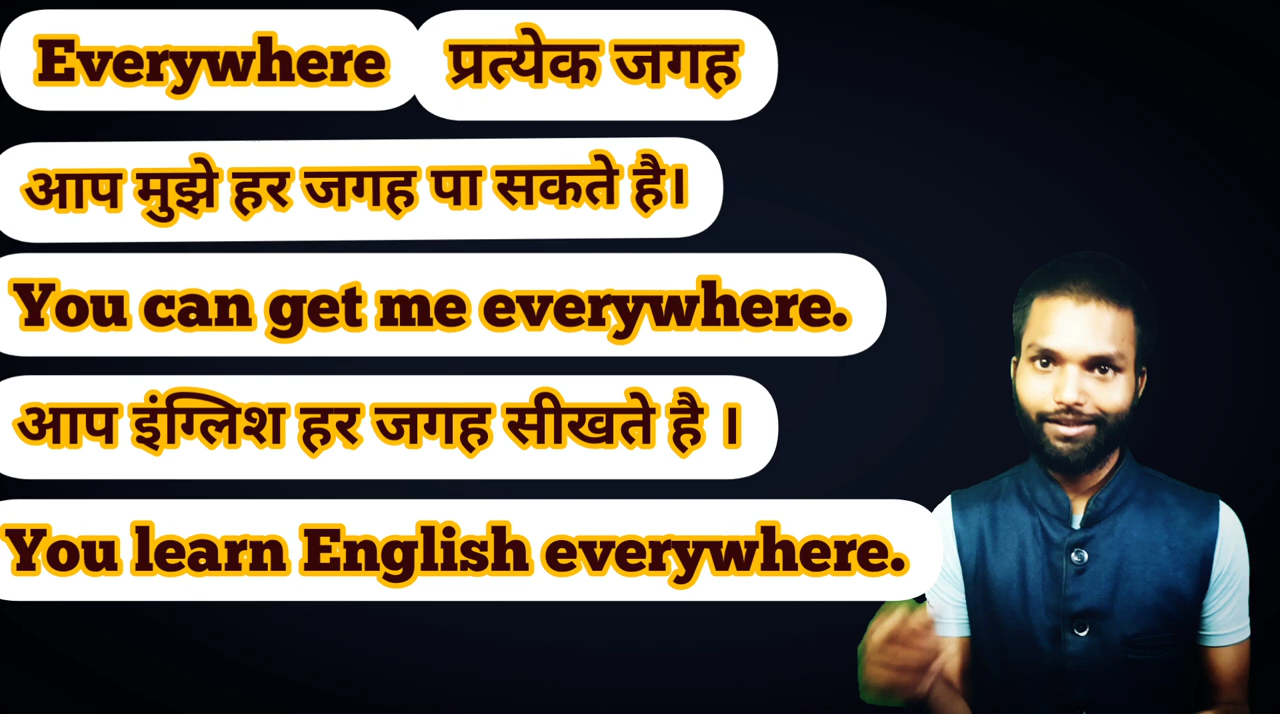 Everywhere प्रत्येक जगह
आप मुझे हर जगह पा सकते है।
You can get me everywhere.
आप इंग्लिश हर जगह सीखते है ।
You learn English everywhere.